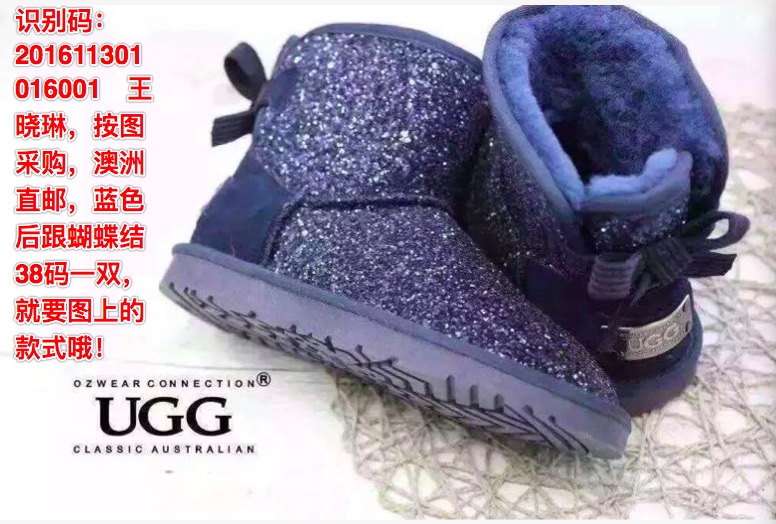 识别码：
201611301
016001 王
晓琳，按图
采购，澳洲
直邮，蓝色
后跟蝴蝶结
38码一双，
就要图上的
款式哦！
OZWEAR CONNECTION®
UGG
CLASSIC AUSTRALIAN
UGG